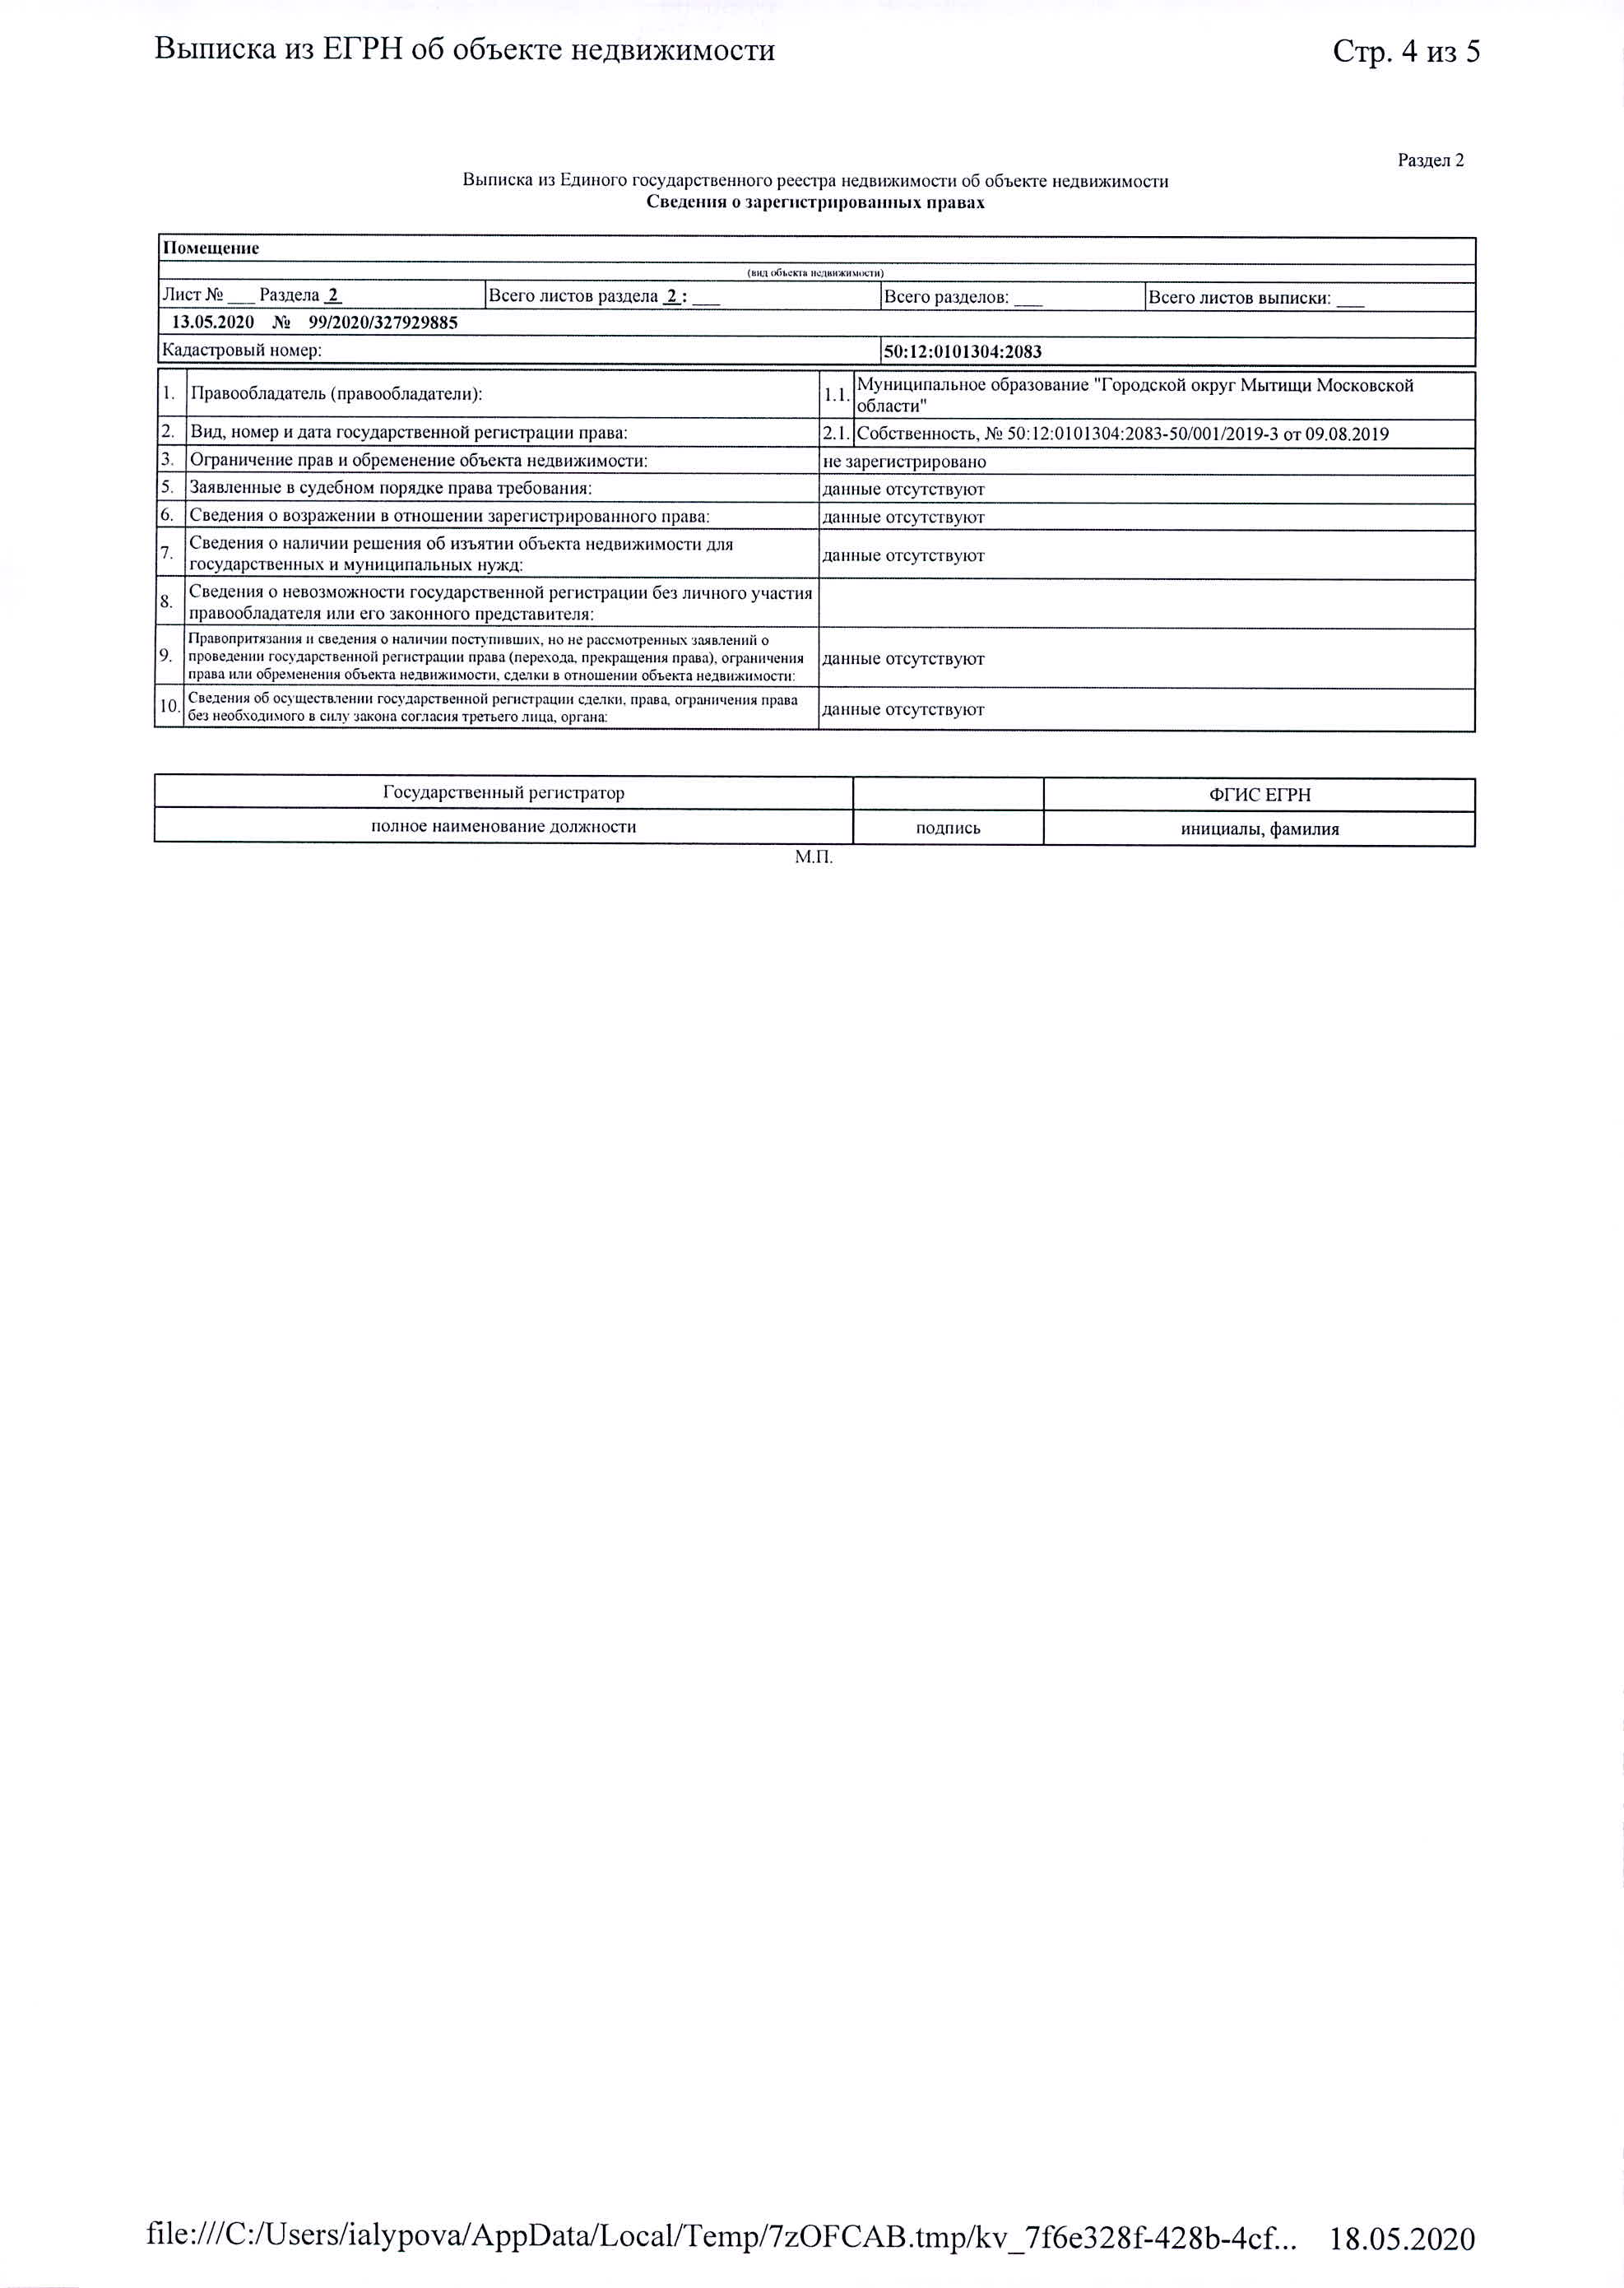 Выписка из ЕГРН об объекте недвижимости Стр. 4 из 5
Раздел 2
Выписка из Единого государственного реестра недвижимости об объекте недвижимости
Сведения о зарегистрированных правах
Помещение
(вид объекта недвижимости)
Лист № ___ Раздела 2 Всего листов раздела 2 : ___ Всего разделов: ___ Всего листов выписки: ___
13.05.2020 № 99/2020/327929885
Кадастровый номер: 50:12:0101304:2083
1. Правообладатель (правообладатели): 1.1. Муниципальное образование "Городской округ Мытищи Московской
области"
2. Вид, номер и дата государственной регистрации права: 2.1. Собственность, № 50:12:0101304:2083-50/001/2019-3 от 09.08.2019
3. Ограничение прав и обременение объекта недвижимости: не зарегистрировано
5. Заявленные в судебном порядке права требования: данные отсутствуют
6. Сведения о возражении в отношении зарегистрированного права: данные отсутствуют
7. Сведения о наличии решения об изъятии объекта недвижимости для
государственных и муниципальных нужд: данные отсутствуют
8. Сведения о невозможности государственной регистрации без личного участия
правообладателя или его законного представителя:
9. Правопритязания и сведения о наличии поступивших, но не рассмотренных заявлений о
проведении государственной регистрации права (перехода, прекращения права), ограничения
права или обременения объекта недвижимости, сделки в отношении объекта недвижимости: данные отсутствуют
10. Сведения об осуществлении государственной регистрации сделки, права, ограничения права
без необходимого в силу закона согласия третьего лица, органа: данные отсутствуют
Государственный регистратор ФГИС ЕГРН
полное наименование должности подпись инициалы, фамилия
М.П.
file:///C:/Users/ialypova/AppData/Local/Temp/7zOFCAB.tmp/kv_7f6e328f-428b-4cf... 18.05.2020